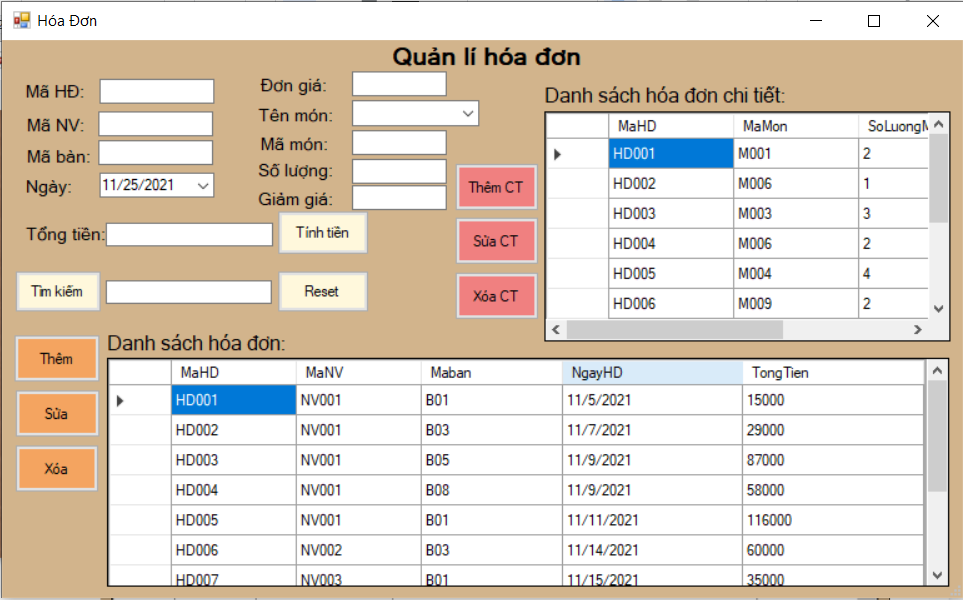 Hóa Đơn
Quản lí hóa đơn
Mã HĐ:
Mã NV:
Mã bàn:
Ngày: 11/25/2021
Đơn giá:
Tên món:
Mã món:
Số lượng:
Giảm giá:
Tổng tiền:
Tính tiền
Tìm kiếm
Reset
Thêm CT
Sửa CT
Xóa CT
Danh sách hóa đơn chi tiết:
MaHD MaMon SoLuongM
HD001 M001 2
HD002 M006 1
HD003 M003 3
HD004 M006 2
HD005 M004 4
HD006 M009 2
Thêm
Sửa
Xóa
Danh sách hóa đơn:
MaHD MaNV Maban NgayHD TongTien
HD001 NV001 B01 11/5/2021 15000
HD002 NV001 B03 11/7/2021 29000
HD003 NV001 B05 11/9/2021 87000
HD004 NV001 B08 11/9/2021 58000
HD005 NV001 B01 11/11/2021 116000
HD006 NV002 B03 11/14/2021 60000
HD007 NV003 B01 11/15/2021 35000